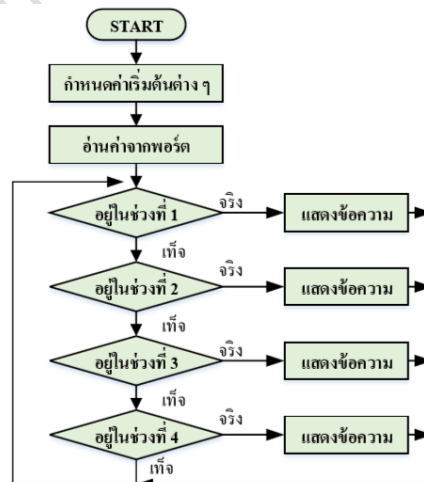 START
กำหนดค่าเริ่มต้นต่าง ๆ
อ่านค่าจากพอร์ต
อยู่ในช่วงที่ 1
จริง
แสดงข้อความ
เท็จ
อยู่ในช่วงที่ 2
จริง
แสดงข้อความ
เท็จ
อยู่ในช่วงที่ 3
จริง
แสดงข้อความ
เท็จ
อยู่ในช่วงที่ 4
จริง
แสดงข้อความ
เท็จ